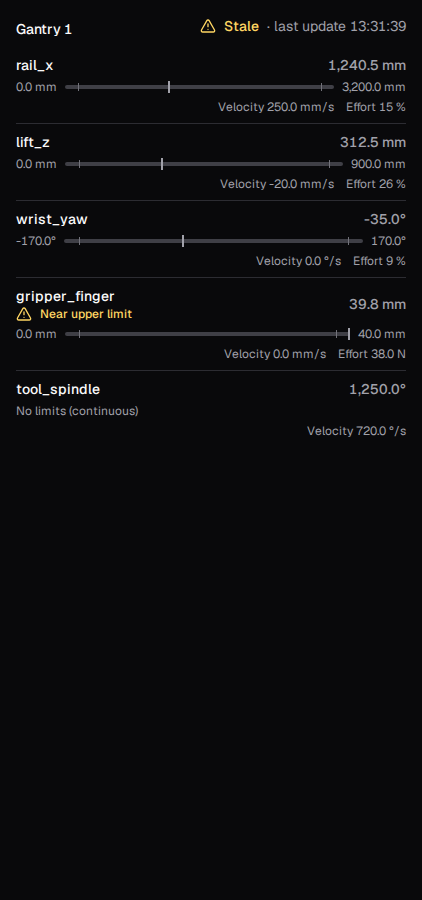 Gantry 1
Stale · last update 13:31:39
rail_x
1,240.5 mm
0.0 mm
3,200.0 mm
Velocity 250.0 mm/s Effort 15 %
lift_z
312.5 mm
0.0 mm
900.0 mm
Velocity -20.0 mm/s Effort 26 %
wrist_yaw
-35.0°
-170.0°
170.0°
Velocity 0.0 °/s Effort 9 %
gripper_finger
39.8 mm
Near upper limit
0.0 mm
40.0 mm
Velocity 0.0 mm/s Effort 38.0 N
tool_spindle
1,250.0°
No limits (continuous)
Velocity 720.0 °/s